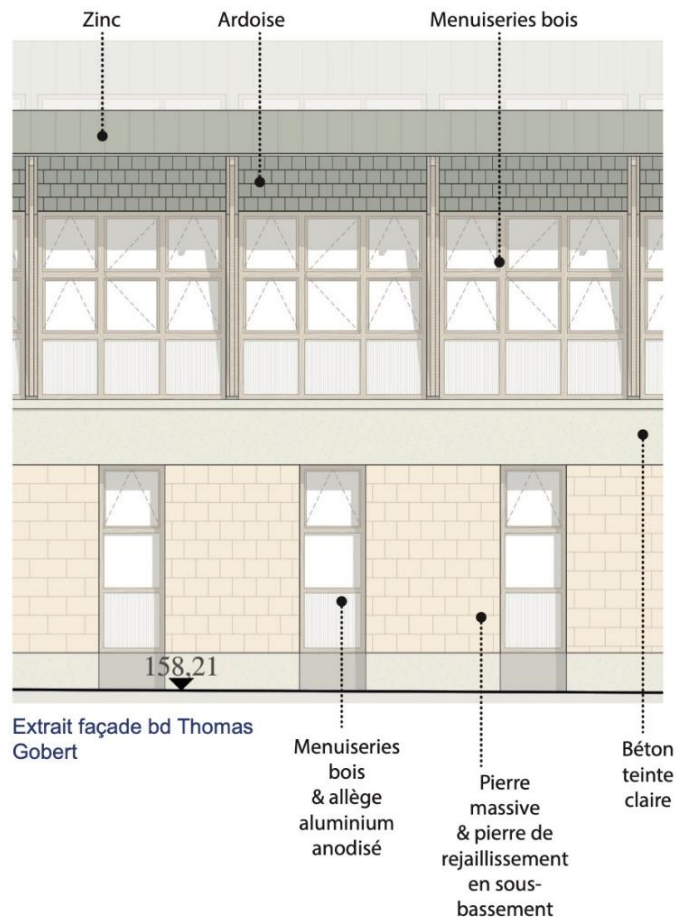 Zinc
Ardoise
Menuiseries bois
158,21
Extrait façade bd Thomas
Gobert
Menuiseries
bois
& allège
aluminium
anodisé
Pierre
massive
& pierre de
rejaillissement
en sous-
bassement
Béton
teinte
claire